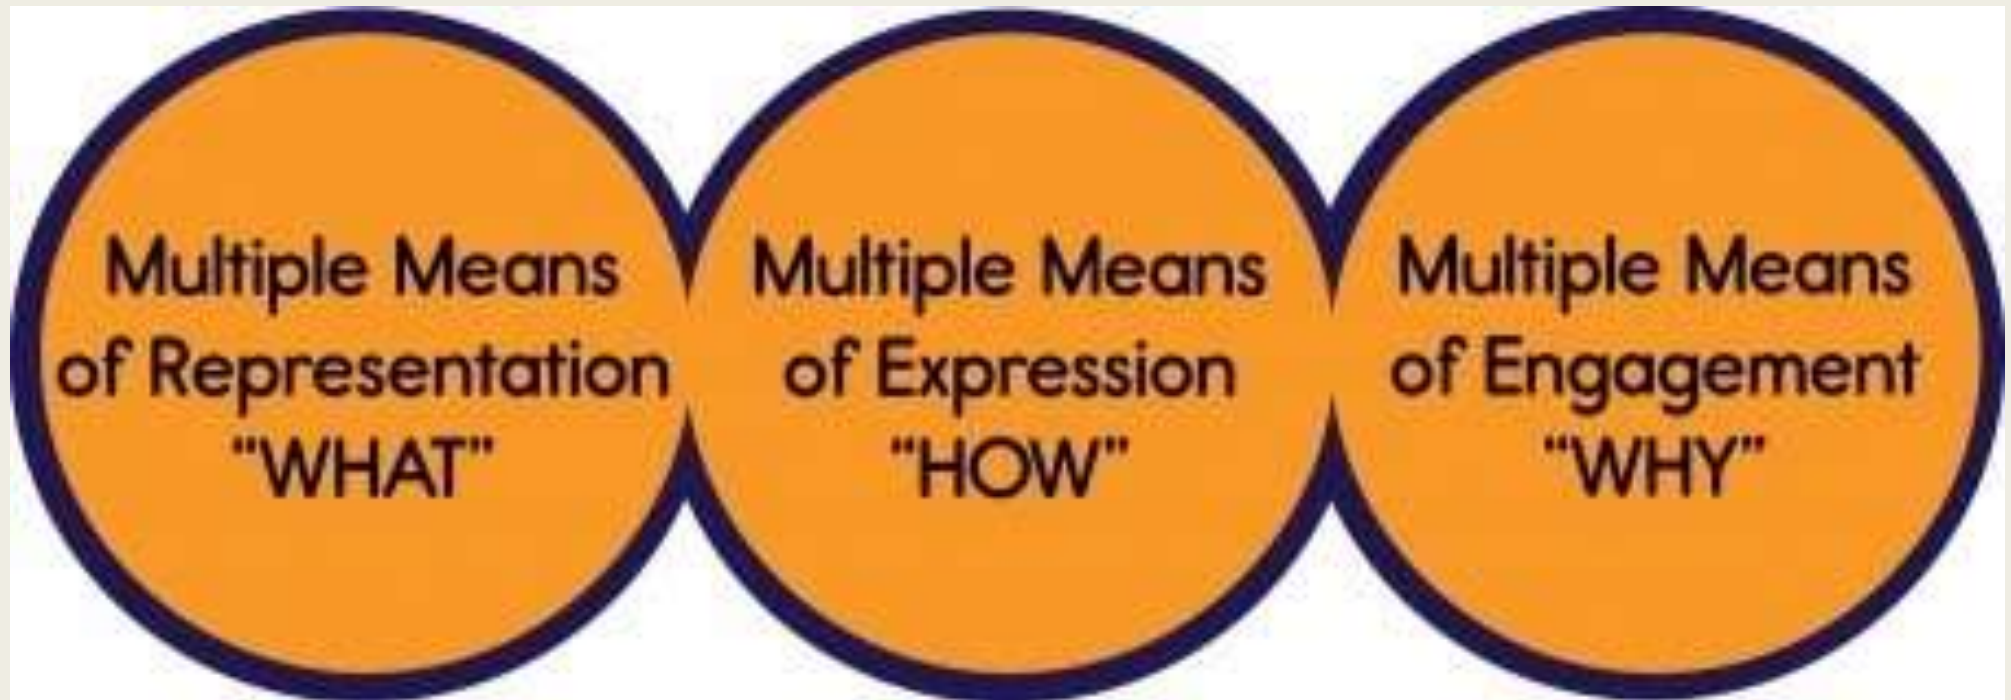 Multiple Means
of Representation
“WHAT”
Multiple Means
of Expression
“HOW”
Multiple Means
of Engagement
“WHY”